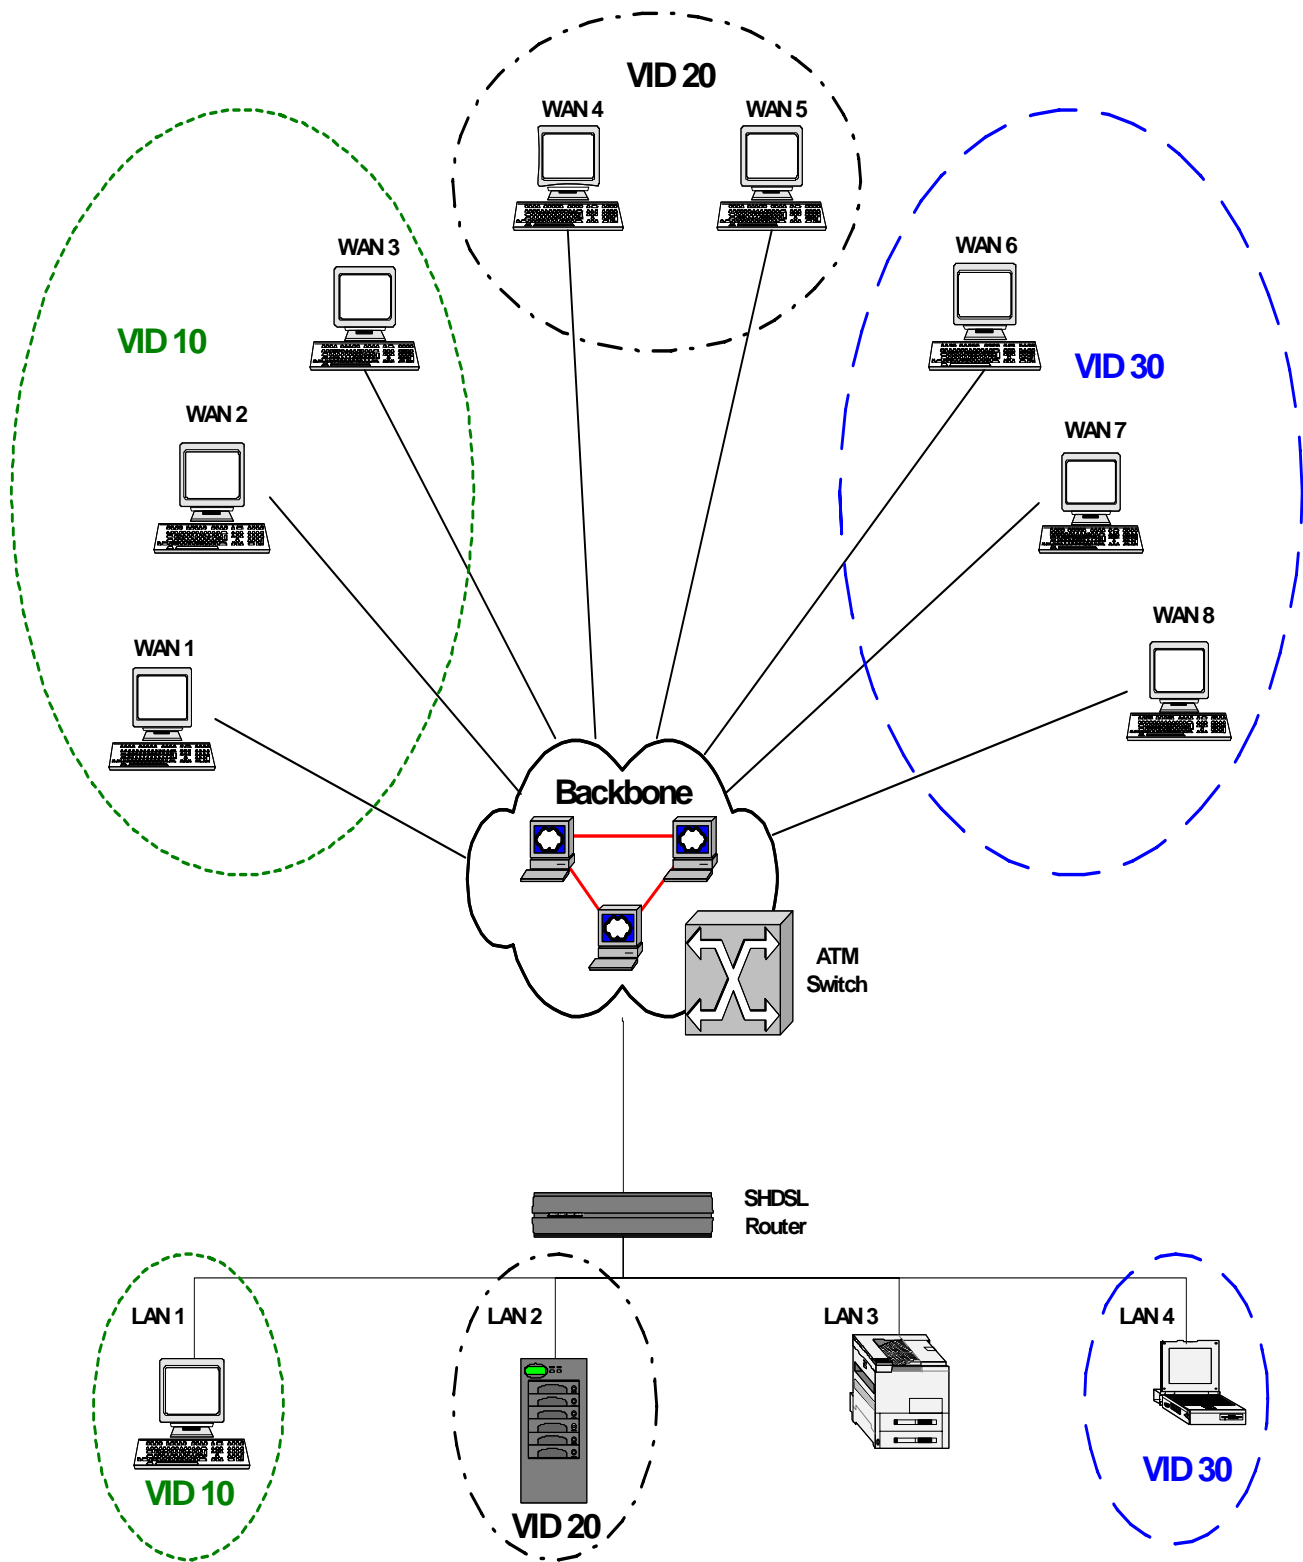 VID 20
WAN 4
WAN 5
WAN 3
WAN 6
VID 10
VID 30
WAN 2
WAN 7
WAN 1
WAN 8
Backbone
ATM
Switch
SHDSL
Router
LAN 1
LAN 2
LAN 3
LAN 4
VID 10
VID 20
VID 30